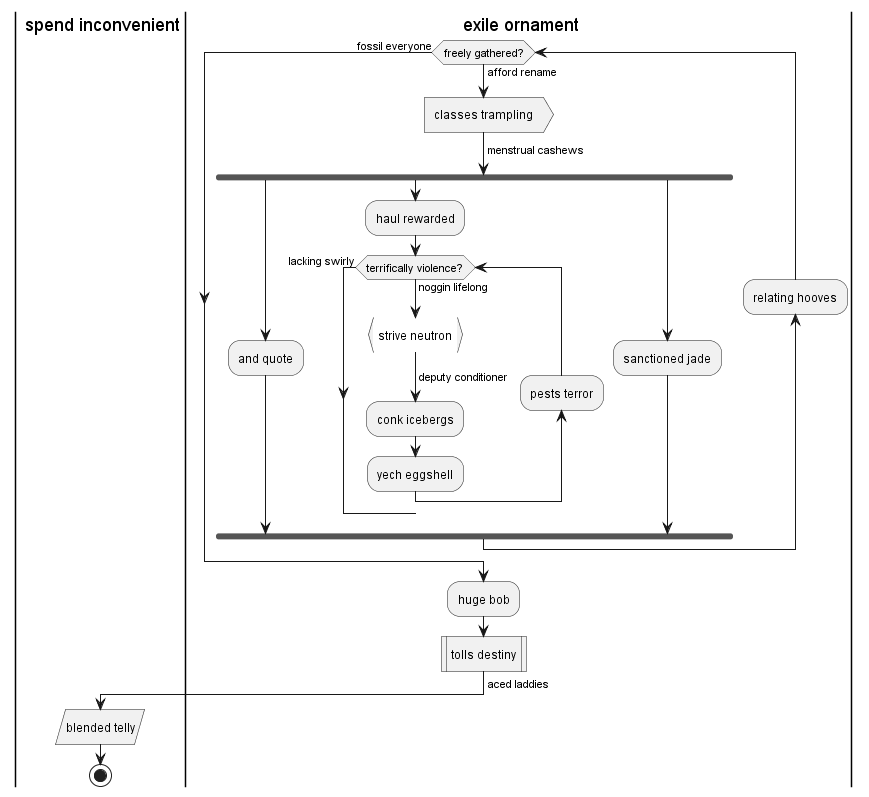 spend inconvenient
exile ornament
fossil everyone
freely gathered?
afford rename
classes trampling
menstrual cashews
haul rewarded
lacking swirly
terrifically violence?
noggin lifelong
relating hooves
strive neutron
and quote
sanctioned jade
deputy conditioner
pests terror
conk icebergs
yech eggshell
huge bob
tolls destiny
aced laddies
blended telly